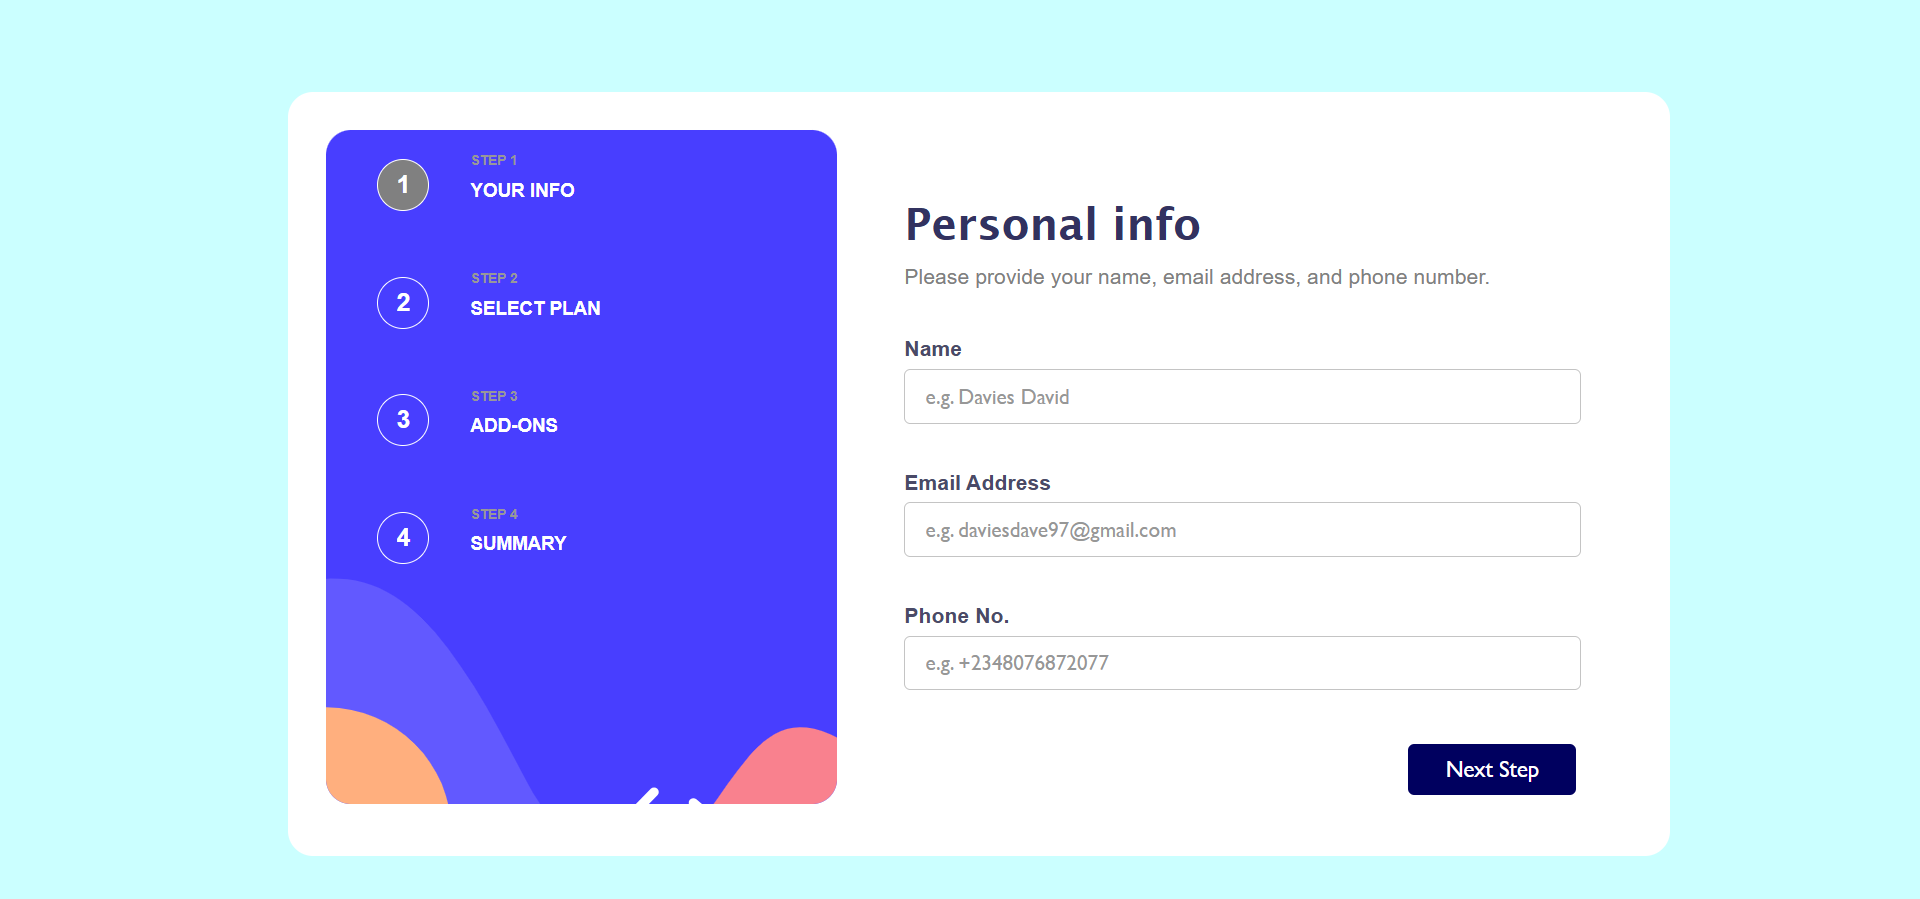 1
STEP 1
YOUR INFO
2
STEP 2
SELECT PLAN
3
STEP 3
ADD-ONS
4
STEP 4
SUMMARY
Personal info
Please provide your name, email address, and phone number.
Name
e.g. Davies David
Email Address
e.g. daviesdave97@gmail.com
Phone No.
e.g. +2348076872077
Next Step